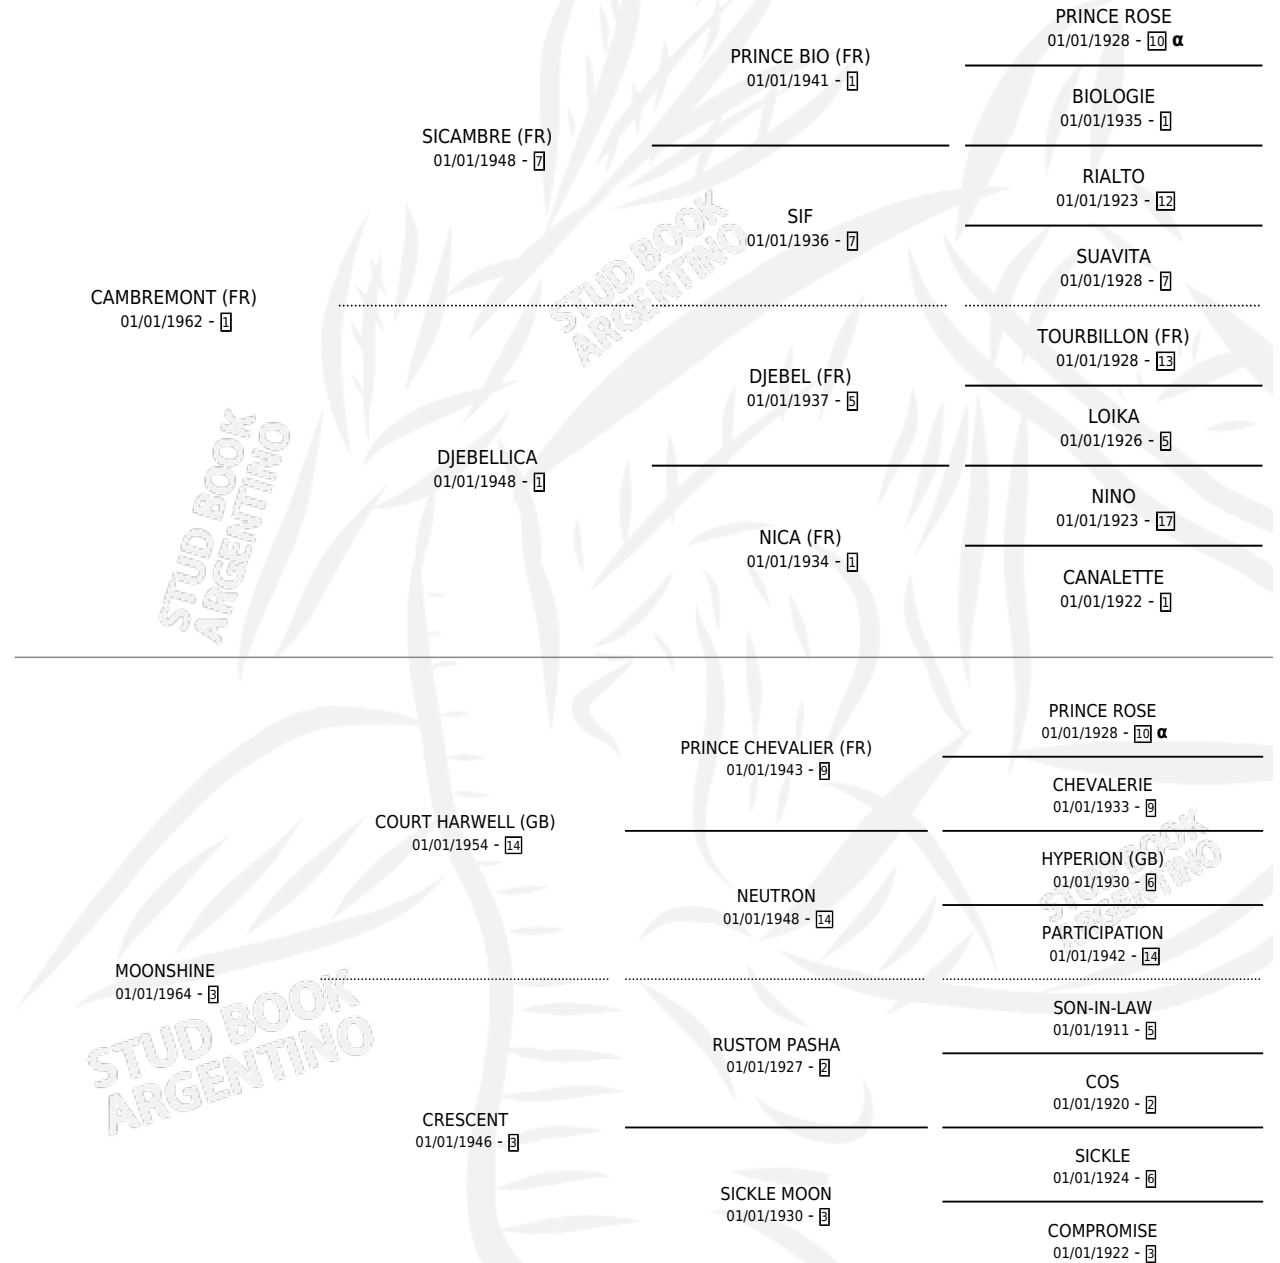 PRINCE ROSE
01/01/1928 - 10 α
PRINCE BIO (FR)
01/01/1941 - 1
BIOLOGIE
01/01/1935 - 1
SICAMBRE (FR)
01/01/1948 - 7
RIALTO
01/01/1923 - 12
SIF
01/01/1936 - 7
SUAVITA
01/01/1928 - 7
CAMBREMONT (FR)
01/01/1962 - 1
TOURBILLON (FR)
01/01/1928 - 13
DJEBEL (FR)
01/01/1937 - 5
LOIKA
01/01/1926 - 5
DJEBELLICA
01/01/1948 - 1
NINO
01/01/1923 - 17
NICA (FR)
01/01/1934 - 1
CANALETTE
01/01/1922 - 1
STUD BOOK
ARGENTINO
STUD BOOK
ARGENTINO
PRINCE ROSE
01/01/1928 - 10 α
PRINCE CHEVALIER (FR)
01/01/1943 - 9
CHEVALERIE
01/01/1933 - 9
COURT HARWELL (GB)
01/01/1954 - 14
HYPERION (GB)
01/01/1930 - 6
NEUTRON
01/01/1948 - 14
PARTICIPATION
01/01/1942 - 14
MOONSHINE
01/01/1964 - 3
SON-IN-LAW
01/01/1911 - 5
RUSTOM PASHA
01/01/1927 - 2
COS
01/01/1920 - 2
CRESCENT
01/01/1946 - 3
SICKLE
01/01/1924 - 6
SICKLE MOON
01/01/1930 - 3
COMPROMISE
01/01/1922 - 3
STUD BOOK
ARGENTINO
STUD BOOK
ARGENTINO